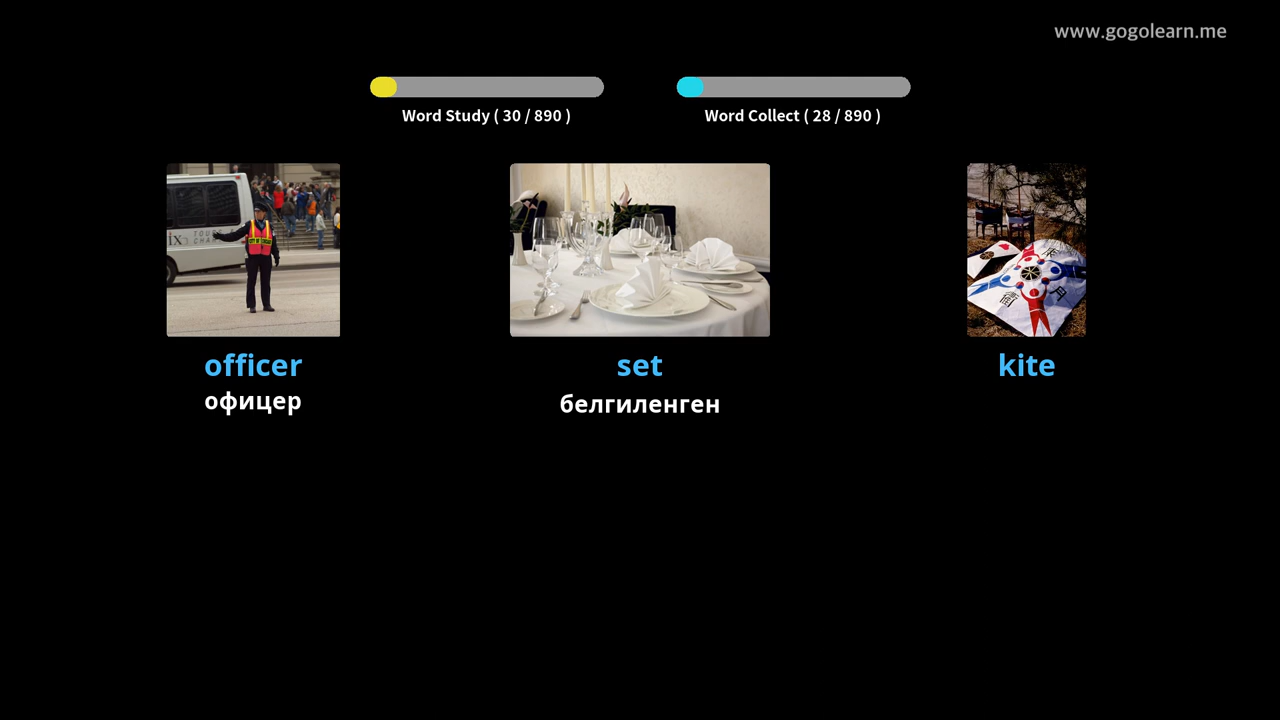 www.gogolearn.me
Word Study ( 30 / 890 )
Word Collect ( 28 / 890 )
officer
set
kite
офицер
белгиленген